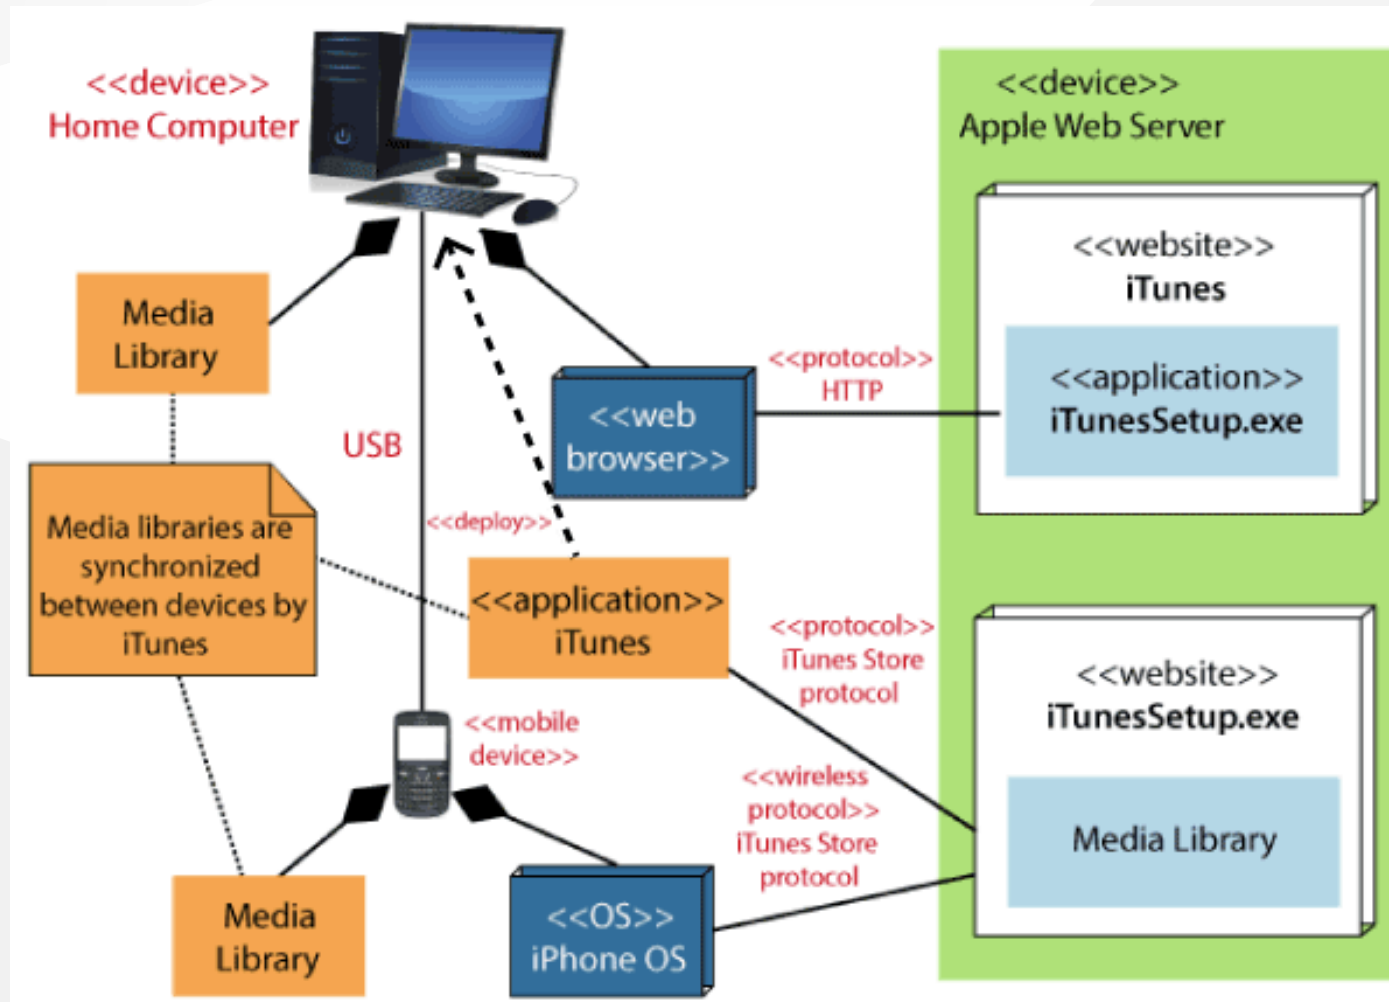 <<device>>
Home Computer
<<device>>
Apple Web Server
<<website>>
iTunes
<<application>>
iTunesSetup.exe
Media
Library
<<protocol>>
HTTP
<<web
browser>>
USB
<<deploy>>
Media libraries are
synchronized
between devices by
iTunes
<<application>>
iTunes
<<protocol>>
iTunes Store
protocol
<<website>>
iTunesSetup.exe
Media Library
<<mobile
device>>
<<wireless
protocol>>
iTunes Store
protocol
Media
Library
<<OS>>
iPhone OS